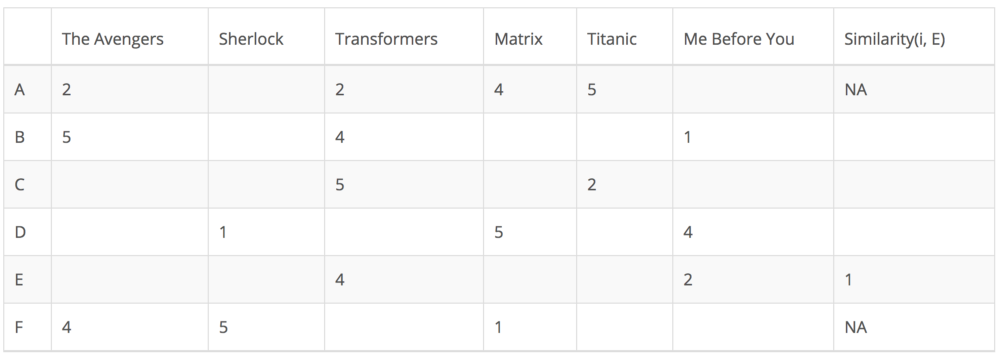 The Avengers Sherlock Transformers Matrix Titanic Me Before You Similarity(i, E)
A 2 2 4 5 NA
B 5 4 1
C 5 2
D 1 5 4
E 4 2 1
F 4 5 1 NA